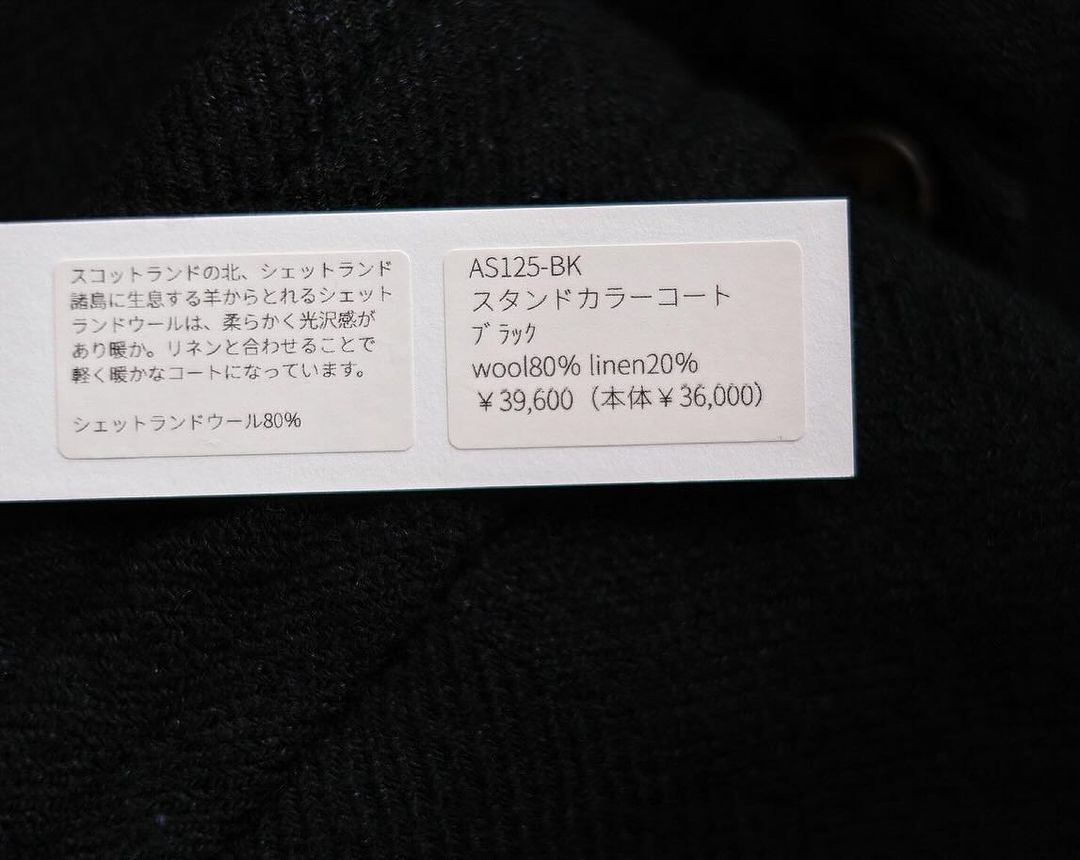 スコットランドの北、シェットランド
諸島に生息する羊からとれるシェット
ランドウールは、柔らかく光沢感が
あり暖か。リネンと合わせることで
軽く暖かなコートになっています。
シェットランドウール80%
AS125-BK
スタンドカラーコート
ﾌﾞﾗｯｸ
wool80% linen20%
￥39,600（本体￥36,000）